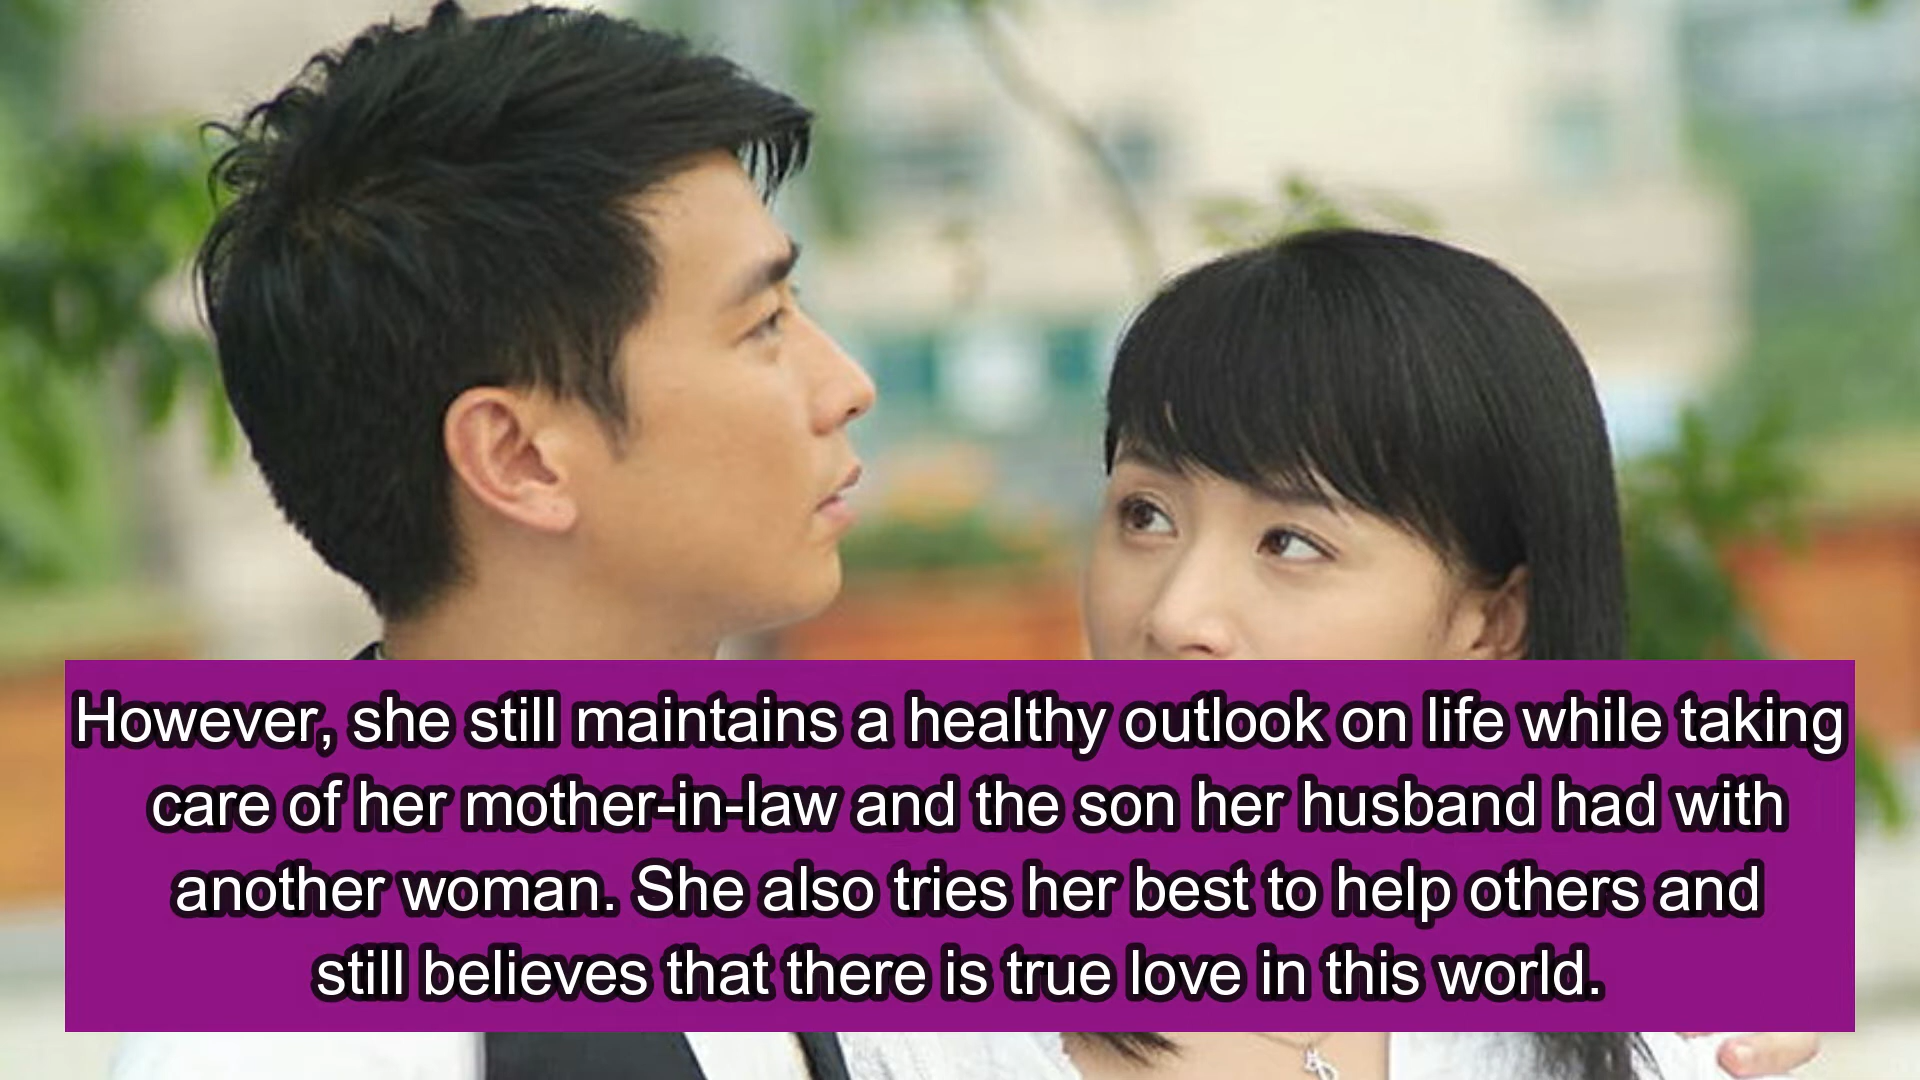 However, she still maintains a healthy outlook on life while taking
care of her mother-in-law and the son her husband had with
another woman. She also tries her best to help others and
still believes that there is true love in this world.